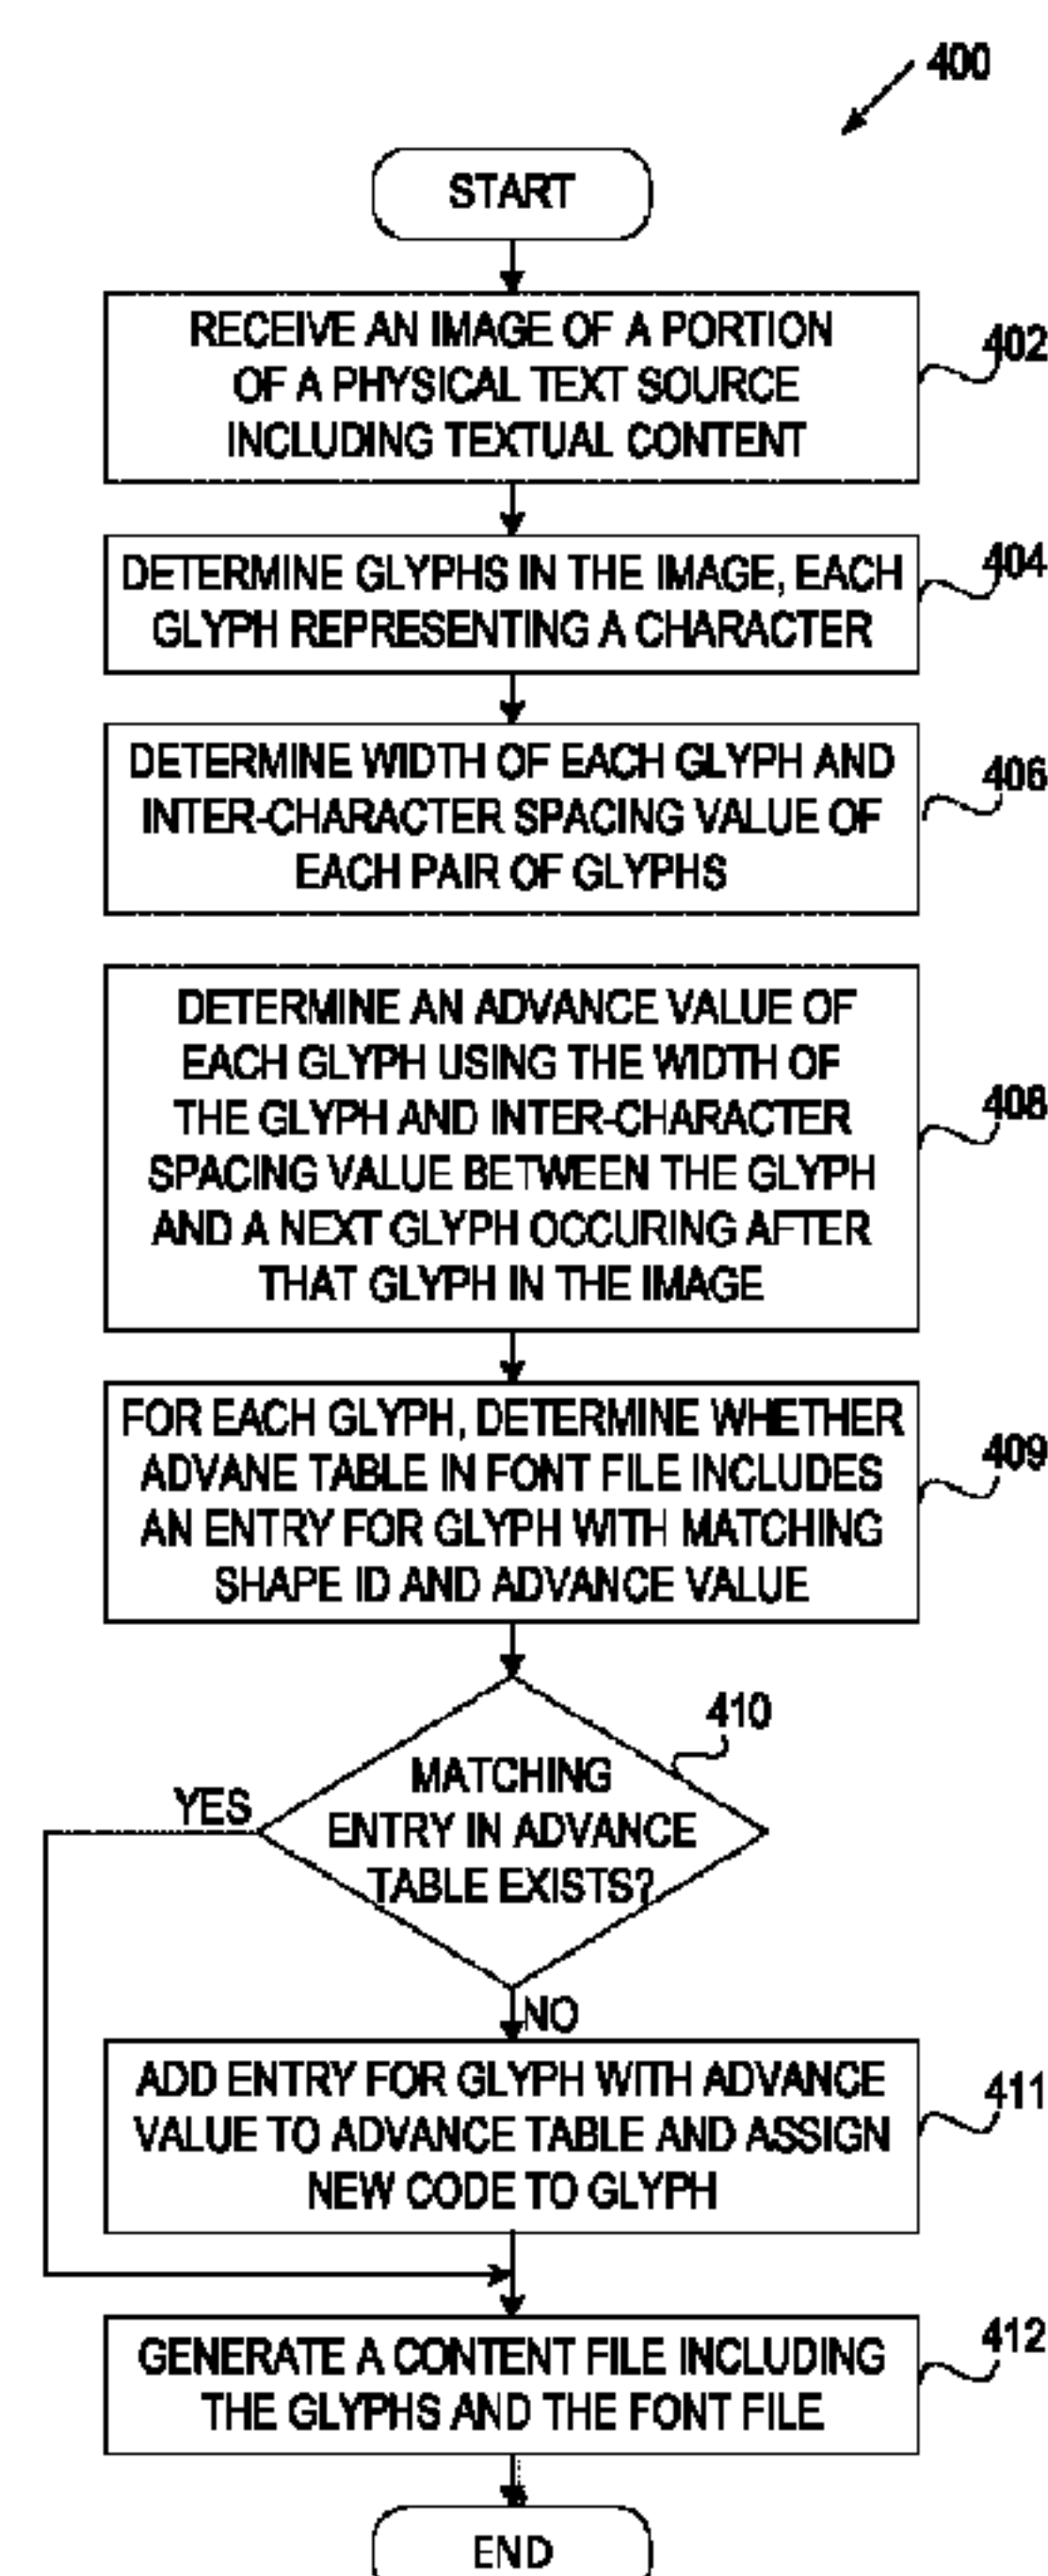 400
START
RECEIVE AN IMAGE OF A PORTION
OF A PHYSICAL TEXT SOURCE
INCLUDING TEXTUAL CONTENT
402
DETERMINE GLYPHS IN THE IMAGE, EACH
GLYPH REPRESENTING A CHARACTER
404
DETERMINE WIDTH OF EACH GLYPH AND
INTER-CHARACTER SPACING VALUE OF
EACH PAIR OF GLYPHS
406
DETERMINE AN ADVANCE VALUE OF
EACH GLYPH USING THE WIDTH OF
THE GLYPH AND INTER-CHARACTER
SPACING VALUE BETWEEN THE GLYPH
AND A NEXT GLYPH OCCURING AFTER
THAT GLYPH IN THE IMAGE
408
FOR EACH GLYPH, DETERMINE WHETHER
ADVANE TABLE IN FONT FILE INCLUDES
AN ENTRY FOR GLYPH WITH MATCHING
SHAPE ID AND ADVANCE VALUE
409
410
MATCHING
ENTRY IN ADVANCE
TABLE EXISTS?
YES
NO
ADD ENTRY FOR GLYPH WITH ADVANCE
VALUE TO ADVANCE TABLE AND ASSIGN
NEW CODE TO GLYPH
411
GENERATE A CONTENT FILE INCLUDING
THE GLYPHS AND THE FONT FILE
412
END